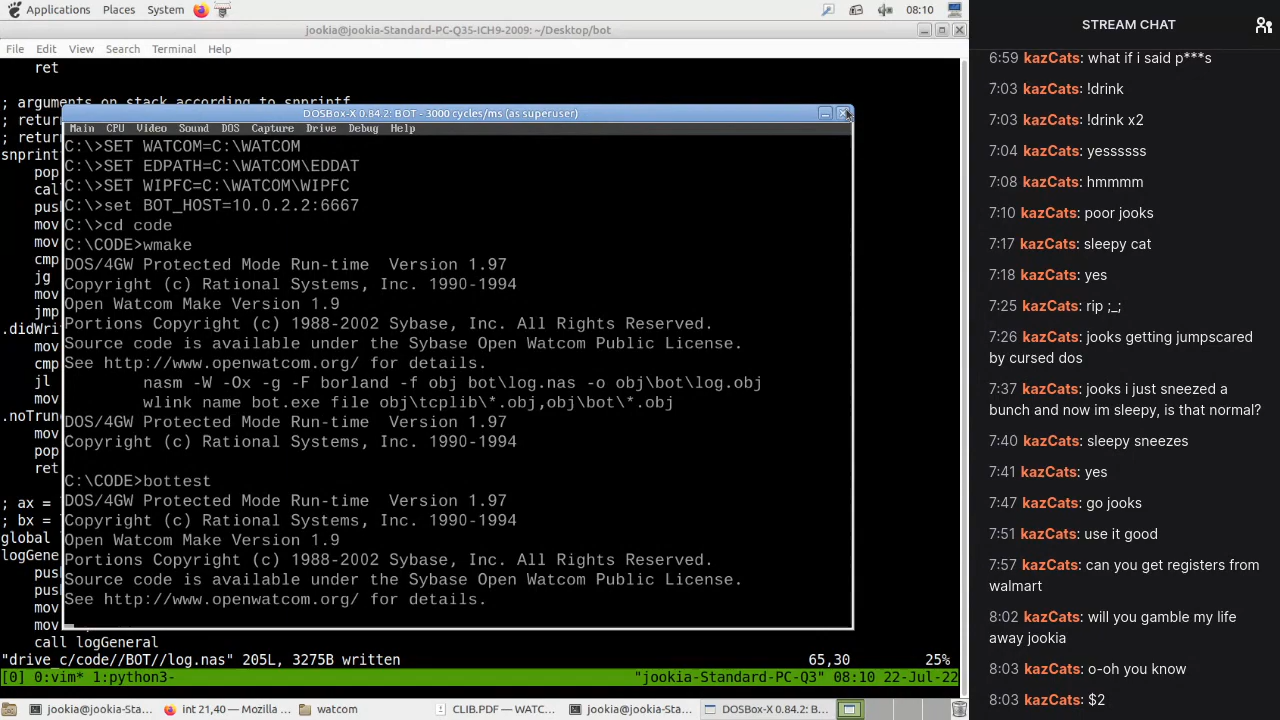 Applications Places System 08:10
jookia@jookia-Standard-PC-Q35-ICH9-2009: ~/Desktop/bot
File Edit View Search Terminal Help
ret
; arguments on stack according to snprintf
; return
; return
snprintf
pop
call
push
mov
cmp
jg
mov
jmp
.didWri
mov
cmp
jl
mov
.noTrun
mov
pop
ret
; ax =
; bx =
global
logGene
push
push
mov
mov
call logGeneral
"drive_c/code//BOT//log.nas" 205L, 3275B written 65,30 25%
[0] 0:vim* 1:python3- "jookia-Standard-PC-Q3" 08:10 22-Jul-22
DOSBox-X 0.84.2: BOT - 3000 cycles/ms (as superuser)
Main CPU Video Sound DOS Capture Drive Debug Help
C:\>SET WATCOM=C:\WATCOM
C:\>SET EDPATH=C:\WATCOM\EDDAT
C:\>SET WIPFC=C:\WATCOM\WIPFC
C:\>set BOT_HOST=10.0.2.2:6667
C:\>cd code
C:\CODE>wmake
DOS/4GW Protected Mode Run-time Version 1.97
Copyright (c) Rational Systems, Inc. 1990-1994
Open Watcom Make Version 1.9
Portions Copyright (c) 1988-2002 Sybase, Inc. All Rights Reserved.
Source code is available under the Sybase Open Watcom Public License.
See http://www.openwatcom.org/ for details.
nasm -W -Ox -g -F borland -f obj bot\log.nas -o obj\bot\log.obj
wlink name bot.exe file obj\tcplib\*.obj,obj\bot\*.obj
DOS/4GW Protected Mode Run-time Version 1.97
Copyright (c) Rational Systems, Inc. 1990-1994
C:\CODE>bottest
DOS/4GW Protected Mode Run-time Version 1.97
Copyright (c) Rational Systems, Inc. 1990-1994
Open Watcom Make Version 1.9
Portions Copyright (c) 1988-2002 Sybase, Inc. All Rights Reserved.
Source code is available under the Sybase Open Watcom Public License.
See http://www.openwatcom.org/ for details.
jookia@jookia-Sta... int 21,40 — Mozilla ... watcom CLIB.PDF — WATC... jookia@jookia-Sta... DOSBox-X 0.84.2: B...
STREAM CHAT
6:59 kazCats: what if i said p***s
7:03 kazCats: !drink
7:03 kazCats: !drink x2
7:04 kazCats: yessssss
7:08 kazCats: hmmmm
7:10 kazCats: poor jooks
7:17 kazCats: sleepy cat
7:18 kazCats: yes
7:25 kazCats: rip ;_;
7:26 kazCats: jooks getting jumpscared
by cursed dos
7:37 kazCats: jooks i just sneezed a
bunch and now im sleepy, is that normal?
7:40 kazCats: sleepy sneezes
7:41 kazCats: yes
7:47 kazCats: go jooks
7:51 kazCats: use it good
7:57 kazCats: can you get registers from
walmart
8:02 kazCats: will you gamble my life
away jookia
8:03 kazCats: o-oh you know
8:03 kazCats: $2